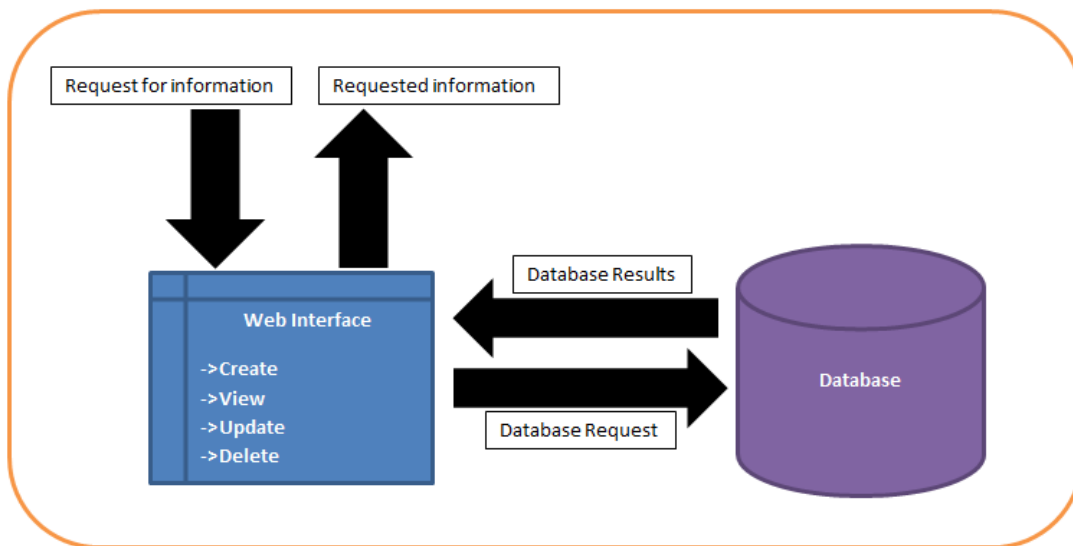 Request for information
Requested information
Database Results
Web Interface
->Create
->View
->Update
->Delete
Database
Database Request